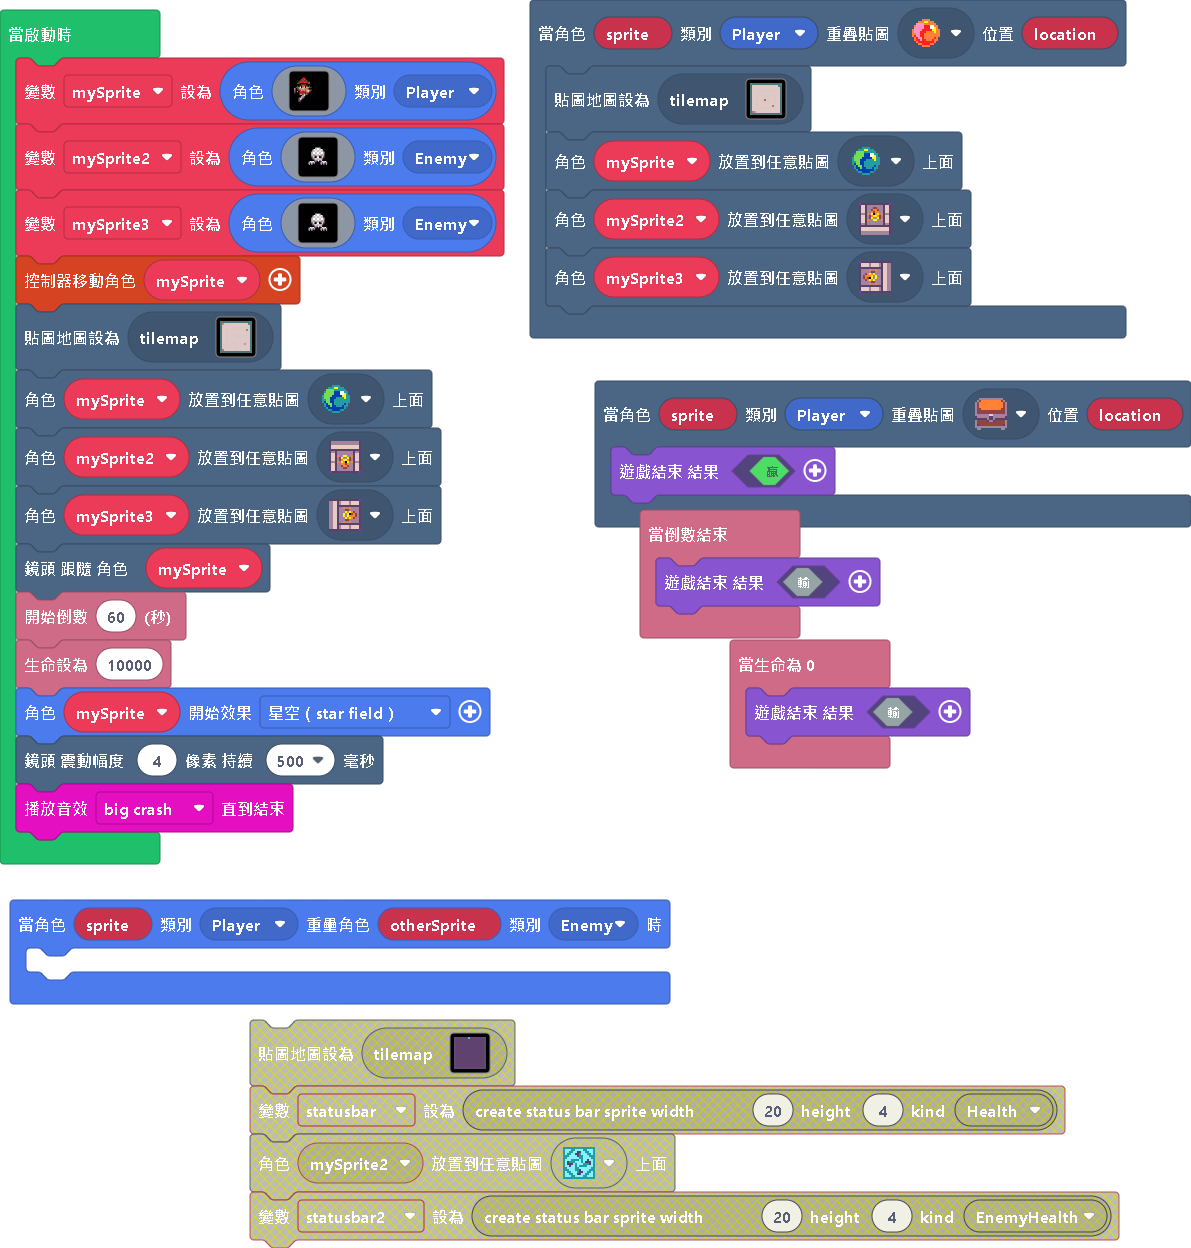 當啟動時
變數 mySprite 設為 角色 類別 Player
變數 mySprite2 設為 角色 類別 Enemy
變數 mySprite3 設為 角色 類別 Enemy
控制器移動角色 mySprite
貼圖地圖設為 tilemap
角色 mySprite 放置到任意貼圖 上面
角色 mySprite2 放置到任意貼圖 上面
角色 mySprite3 放置到任意貼圖 上面
鏡頭 跟隨 角色 mySprite
開始倒數 60 (秒)
生命設為 10000
角色 mySprite 開始效果 星空 ( star field )
鏡頭 震動幅度 4 像素 持續 500 毫秒
播放音效 big crash 直到結束
當角色 sprite 類別 Player 重疊貼圖 位置 location
貼圖地圖設為 tilemap
角色 mySprite 放置到任意貼圖 上面
角色 mySprite2 放置到任意貼圖 上面
角色 mySprite3 放置到任意貼圖 上面
當角色 sprite 類別 Player 重疊貼圖 位置 location
遊戲結束 結果 贏
當倒數結束
遊戲結束 結果 輸
當生命為 0
遊戲結束 結果 輸
當角色 sprite 類別 Player 重疊角色 otherSprite 類別 Enemy 時
貼圖地圖設為 tilemap
變數 statusbar 設為 create status bar sprite width 20 height 4 kind Health
角色 mySprite2 放置到任意貼圖 上面
變數 statusbar2 設為 create status bar sprite width 20 height 4 kind EnemyHealth